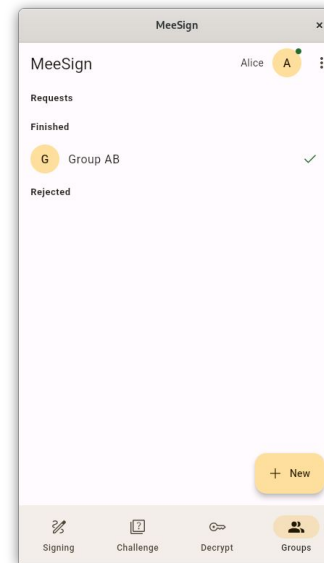 MeeSign ×
MeeSign Alice A
Requests
Finished
G Group AB
Rejected
+ New
?
Signing Challenge Decrypt Groups